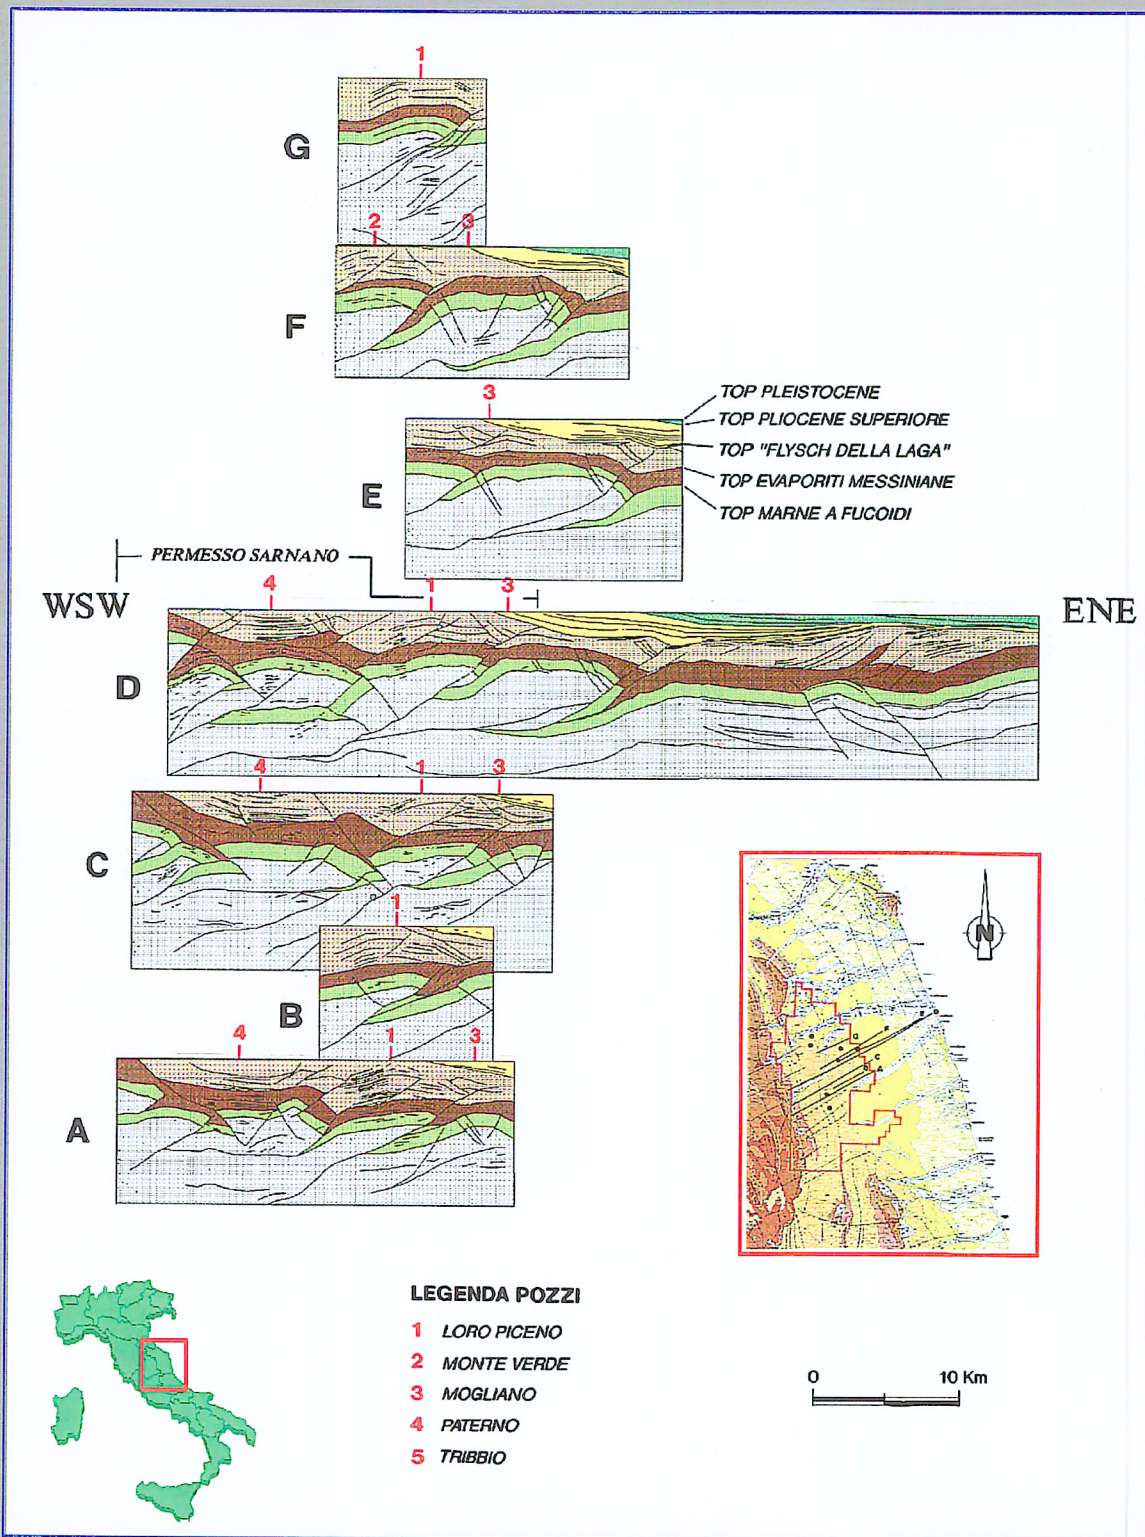 1
G
2 3
F
3
TOP PLEISTOCENE
TOP PLIOCENE SUPERIORE
TOP "FLYSCH DELLA LAGA"
TOP EVAPORITI MESSINIANE
TOP MARNE A FUCOIDI
E
PERMESSO SARNANO
4 1 3
WSW
ENE
D
4 1 3
C
1
B
4 1 3
A
N
LEGENDA POZZI
1 LORO PICENO
2 MONTE VERDE
3 MOGLIANO
4 PATERNO
5 TRIBBIO
0 10 Km